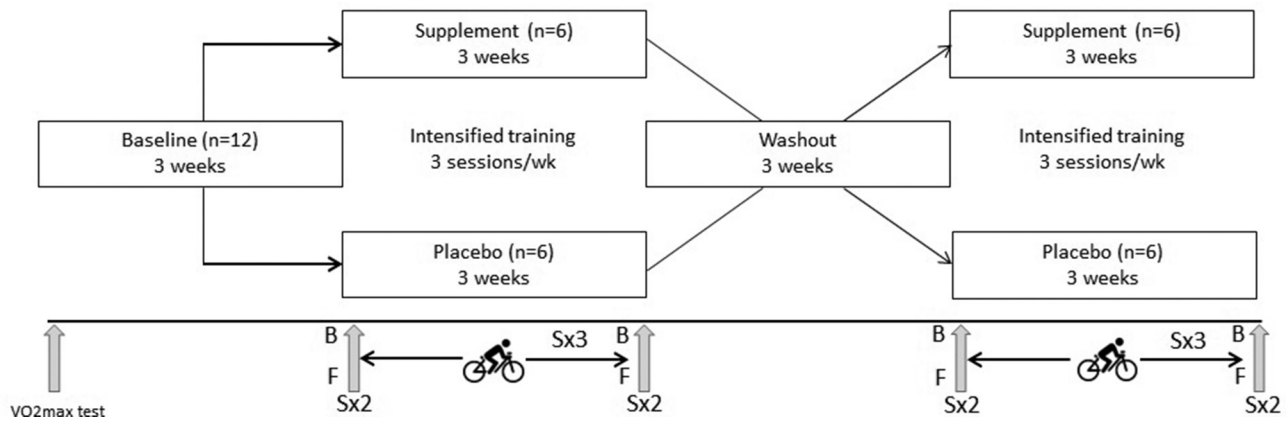 Supplement (n=6)
3 weeks
Supplement (n=6)
3 weeks
Baseline (n=12)
3 weeks
Intensified training
3 sessions/wk
Washout
3 weeks
Intensified training
3 sessions/wk
Placebo (n=6)
3 weeks
Placebo (n=6)
3 weeks
VO2max test
B
F
Sx2
Sx3
B
F
Sx2
B
F
Sx2
Sx3
B
F
Sx2